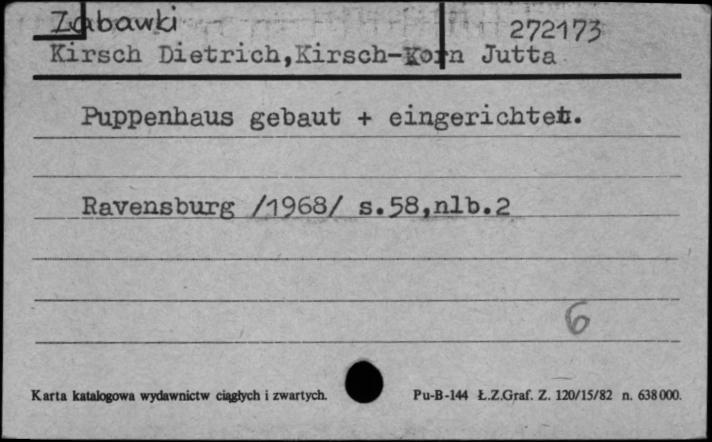 Zabawki 272173
Kirsch Dietrich,Kirsch-Korn Jutta
Puppenhaus gebaut + eingerichtet.
Ravensburg /1968/ s.58,nlb.2
6
Karta katalogowa wydawnictw ciągłych i zwartych. Pu-B-144 Ł.Z.Graf. Z. 120/15/82 n. 638000.